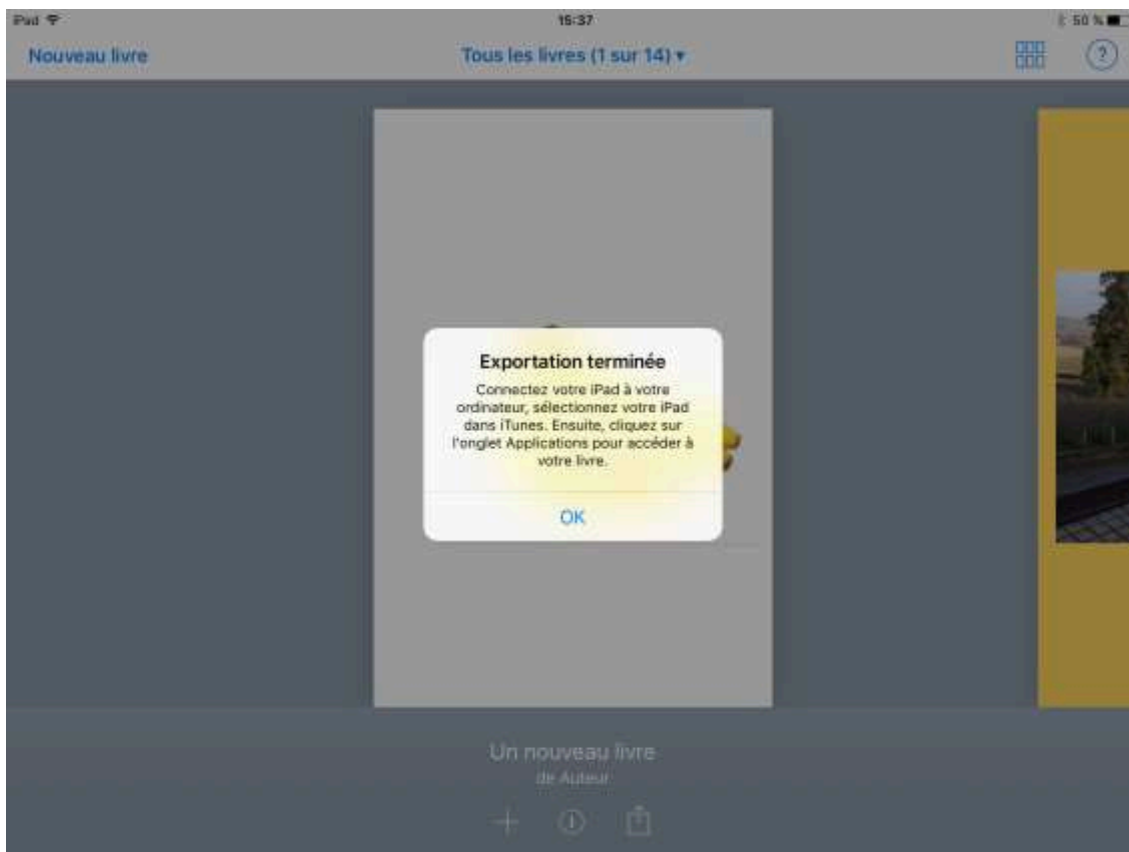 iPad
15:37
50 %
Nouveau livre
Tous les livres (1 sur 14) ▾
?
Exportation terminée
Connectez votre iPad à votre
ordinateur, sélectionnez votre iPad
dans iTunes. Ensuite, cliquez sur
l'onglet Applications pour accéder à
votre livre.
OK
Un nouveau livre
de Auteur